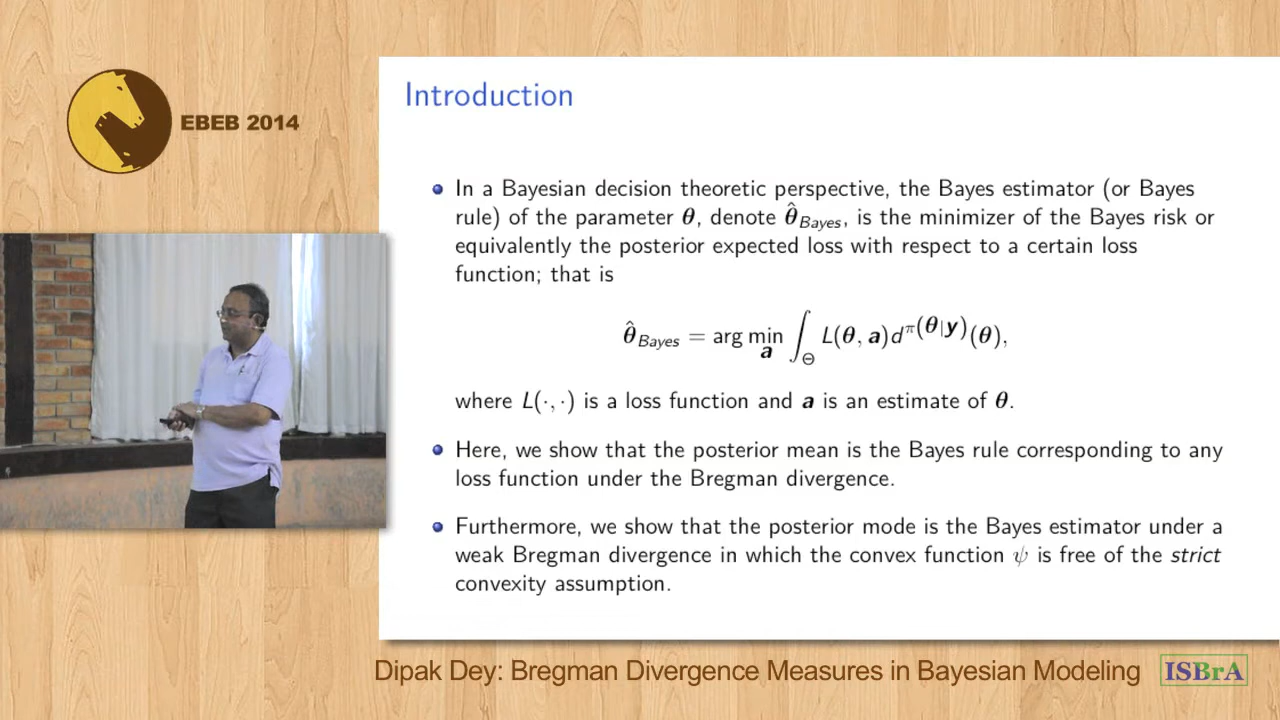 EBEB 2014
Introduction
In a Bayesian decision theoretic perspective, the Bayes estimator (or Bayes
rule) of the parameter θ, denote θ̂_Bayes, is the minimizer of the Bayes risk or
equivalently the posterior expected loss with respect to a certain loss
function; that is
θ̂_Bayes = arg min_a ∫_Θ L(θ, a)d^π(θ|y)(θ),
where L(·, ·) is a loss function and a is an estimate of θ.
Here, we show that the posterior mean is the Bayes rule corresponding to any
loss function under the Bregman divergence.
Furthermore, we show that the posterior mode is the Bayes estimator under a
weak Bregman divergence in which the convex function ψ is free of the strict
convexity assumption.
Dipak Dey: Bregman Divergence Measures in Bayesian Modeling
ISBrA